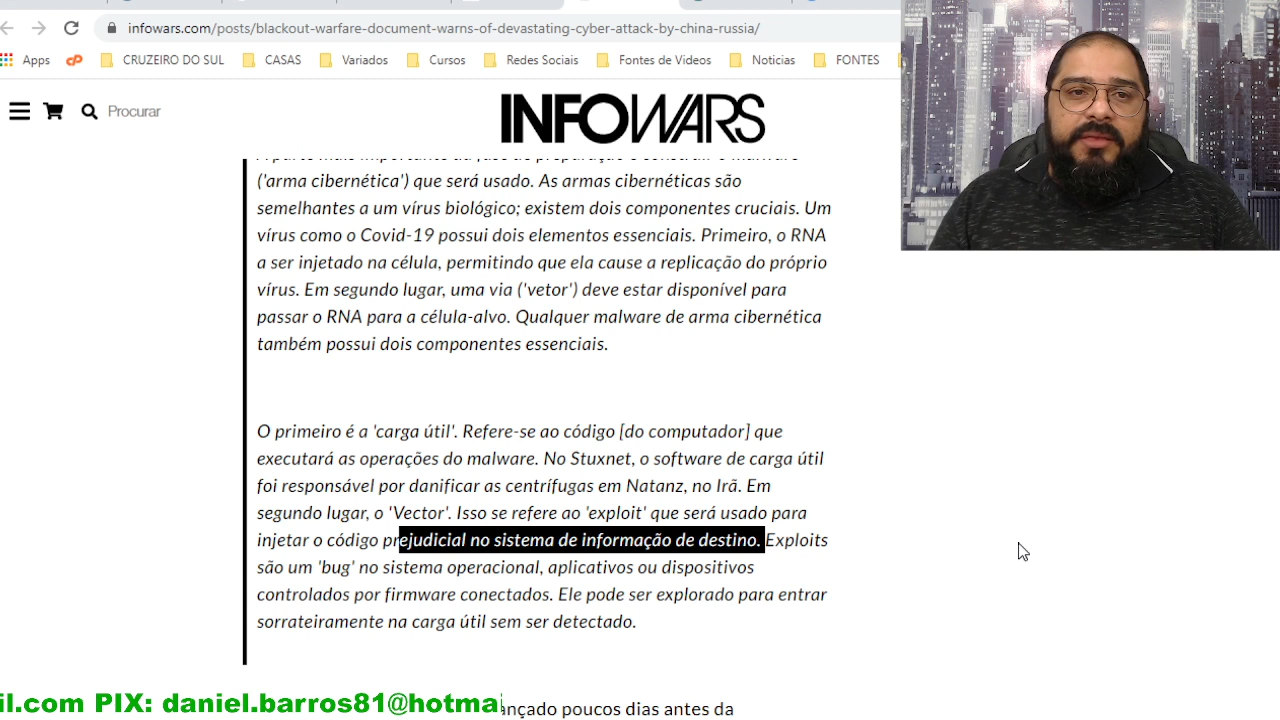 infowars.com/posts/blackout-warfare-document-warns-of-devastating-cyber-attack-by-china-russia/
Apps CRUZEIRO DO SUL CASAS Variados Cursos Redes Sociais Fontes de Videos Noticias FONTES
Procurar
INFOWARS
('arma cibernética') que será usado. As armas cibernéticas são
semelhantes a um vírus biológico; existem dois componentes cruciais. Um
vírus como o Covid-19 possui dois elementos essenciais. Primeiro, o RNA
a ser injetado na célula, permitindo que ela cause a replicação do próprio
vírus. Em segundo lugar, uma via ('vetor') deve estar disponível para
passar o RNA para a célula-alvo. Qualquer malware de arma cibernética
também possui dois componentes essenciais.
O primeiro é a 'carga útil'. Refere-se ao código [do computador] que
executará as operações do malware. No Stuxnet, o software de carga útil
foi responsável por danificar as centrífugas em Natanz, no Irã. Em
segundo lugar, o 'Vector'. Isso se refere ao 'exploit' que será usado para
injetar o código prejudicial no sistema de informação de destino. Exploits
são um 'bug' no sistema operacional, aplicativos ou dispositivos
controlados por firmware conectados. Ele pode ser explorado para entrar
sorrateiramente na carga útil sem ser detectado.
il.com PIX: daniel.barros81@hotma
ançado poucos dias antes da